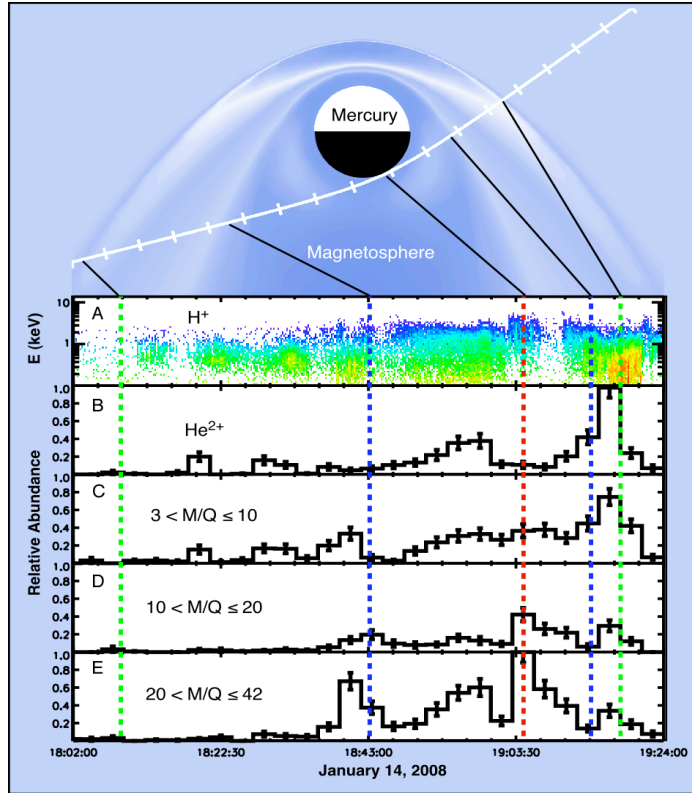 Mercury
Magnetosphere
A
H⁺
10
1
E (keV)
1.0
B
0.8
He²⁺
0.6
0.4
0.2
1.0
C
0.8
3 < M/Q ≤ 10
0.6
0.4
0.2
1.0
D
0.8
10 < M/Q ≤ 20
0.6
0.4
0.2
1.0
E
0.8
20 < M/Q ≤ 42
0.6
0.4
0.2
Relative Abundance
18:02:00 18:22:30 18:43:00 19:03:30 19:24:00
January 14, 2008